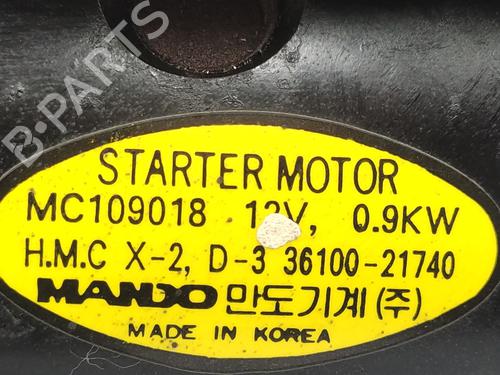 B·PARTS
STARTER MOTOR
MC109018 12V, 0.9KW
H.M.C X-2, D-3 36100-21740
MANDO 만도기계(주)
MADE IN KOREA